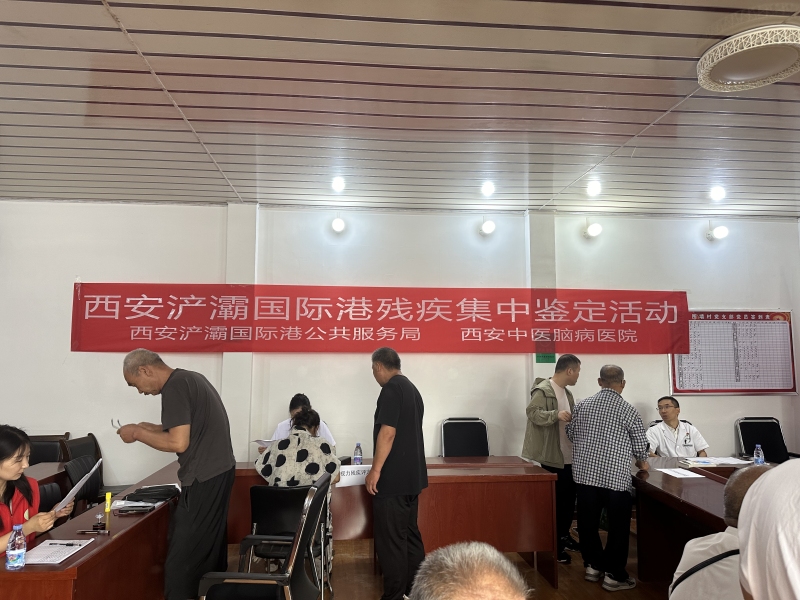 西安浐灞国际港残疾集中鉴定活动
西安浐灞国际港公共服务局 西安中医脑病医院